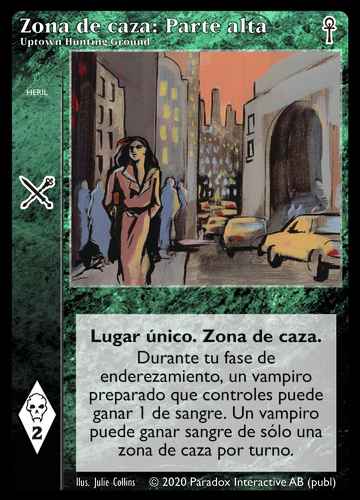 Zona de caza: Parte alta
Uptown Hunting Ground
HERIL
Lugar único. Zona de caza.
Durante tu fase de
enderezamiento, un vampiro
preparado que controles puede
ganar 1 de sangre. Un vampiro
puede ganar sangre de sólo una
zona de caza por turno.
2
Ilus. Julie Collins © 2020 Paradox Interactive AB (publ)